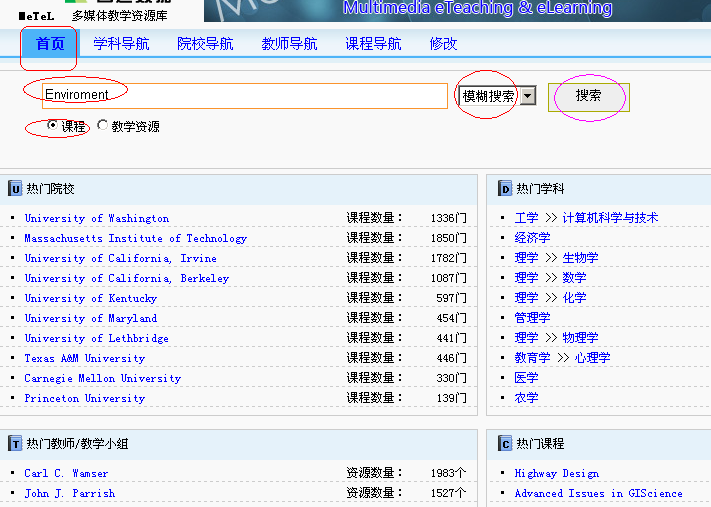 Multimedia eTeaching & eLearning
MeTeL 多媒体教学资源库
首页 学科导航 院校导航 教师导航 课程导航 修改
Enviroment 模糊搜索 搜索
课程 教学资源
U 热门院校
University of Washington 课程数量： 1336门
Massachusetts Institute of Technology 课程数量： 1850门
University of California, Irvine 课程数量： 1782门
University of California, Berkeley 课程数量： 1087门
University of Kentucky 课程数量： 597门
University of Maryland 课程数量： 454门
University of Lethbridge 课程数量： 441门
Texas A&M University 课程数量： 446门
Carnegie Mellon University 课程数量： 330门
Princeton University 课程数量： 139门
D 热门学科
工学 >> 计算机科学与技术
经济学
理学 >> 生物学
理学 >> 数学
理学 >> 化学
管理学
理学 >> 物理学
教育学 >> 心理学
医学
农学
T 热门教师/教学小组
Carl C. Wamser 资源数量： 1983个
John J. Parrish 资源数量： 1527个
C 热门课程
Highway Design
Advanced Issues in GIScience